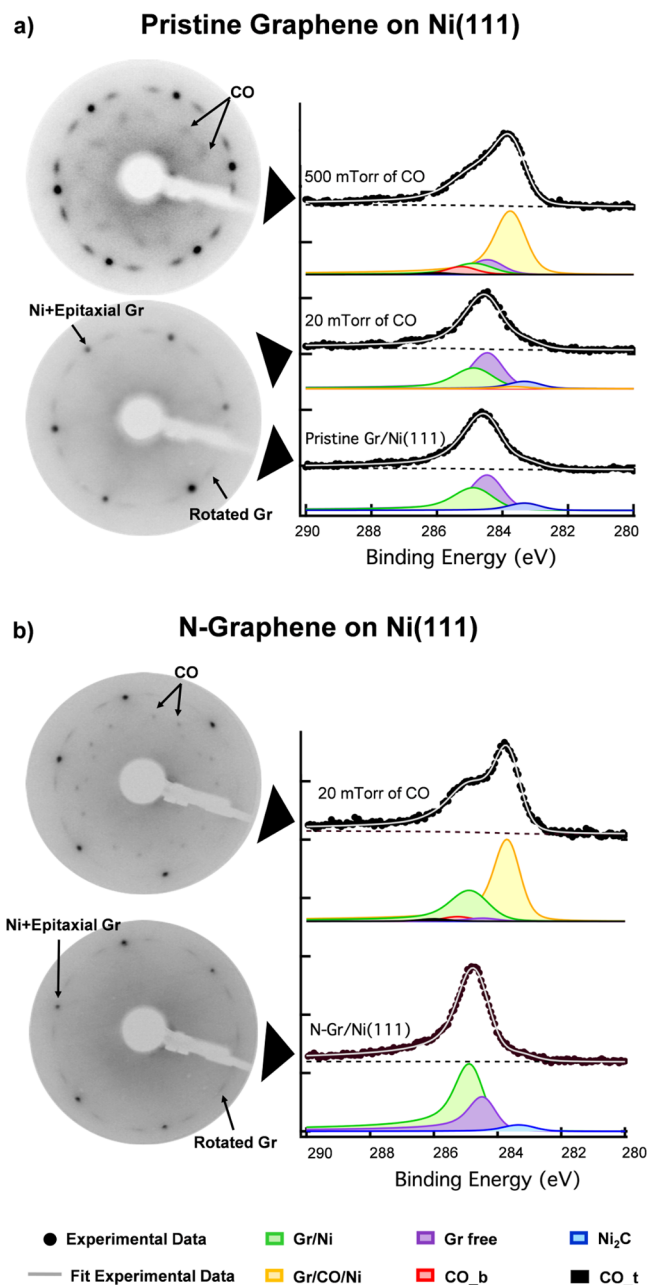 a)
Pristine Graphene on Ni(111)
CO
500 mTorr of CO
Ni+Epitaxial Gr
20 mTorr of CO
Pristine Gr/Ni(111)
Rotated Gr
290 288 286 284 282 280
Binding Energy (eV)
b)
N-Graphene on Ni(111)
CO
20 mTorr of CO
Ni+Epitaxial Gr
N-Gr/Ni(111)
Rotated Gr
290 288 286 284 282 280
Binding Energy (eV)
Experimental Data Gr/Ni Gr free Ni₂C
Fit Experimental Data Gr/CO/Ni CO_b CO_t